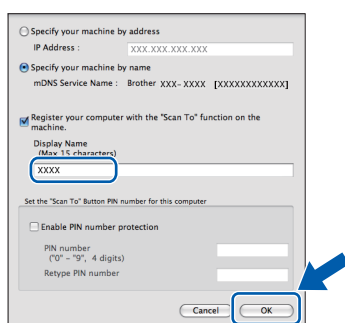 Specify your machine by address
IP Address : XXX.XXX.XXX.XXX
Specify your machine by name
mDNS Service Name : Brother XXX-XXXX [XXXXXXXXXXXX]
Register your computer with the "Scan To" function on the
machine.
Display Name
(Max 15 characters)
XXXX
Set the "Scan To" Button PIN number for this computer
Enable PIN number protection
PIN number
("0" – "9", 4 digits)
Retype PIN number
Cancel OK